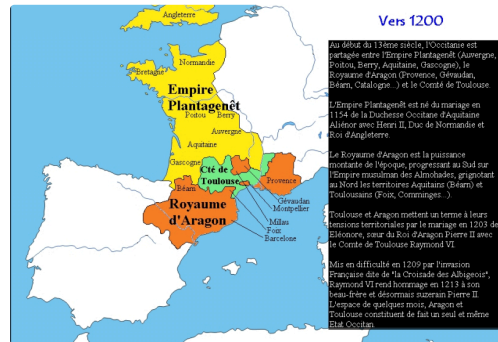 Vers 1200
Angleterre
Normandie
Bretagne
Empire
Plantagenêt
Poitou
Berry
Auvergne
Aquitaine
Gascogne
Cté de
Toulouse
Béarn
Provence
Royaume
d'Aragon
Gévaudan
Montpellier
Millau
Foix
Barcelone
Au début du 13ème siècle, l'Occitanie est
partagée entre l'Empire Plantagenêt (Auvergne,
Poitou, Berry, Aquitaine, Gascogne), le
Royaume d'Aragon (Provence, Gévaudan,
Béarn, Catalogne...) et le Comté de Toulouse.
L'Empire Plantagenêt est né du mariage en
1154 de la Duchesse Occitane d'Aquitaine
Aliénor avec Henri II, Duc de Normandie et
Roi d'Angleterre.
Le Royaume d'Aragon est la puissance
montante de l'époque, progressant au Sud sur
l'Empire musulman des Almohades, grignotant
au Nord les territoires Aquitains (Béarn) et
Toulousains (Foix, Comminges...).
Toulouse et Aragon mettent un terme à leurs
tensions territoriales par le mariage en 1203 de
Eléonore, sœur du Roi d'Aragon Pierre II avec
le Comte de Toulouse Raymond VI.
Mis en difficulté en 1209 par l'invasion
Française dite de "la Croisade des Albigeois",
Raymond VI rend hommage en 1213 à son
beau-frère et désormais suzerain Pierre II.
L'espace de quelques mois, Aragon et
Toulouse constituent de fait un seul et même
Etat Occitan.